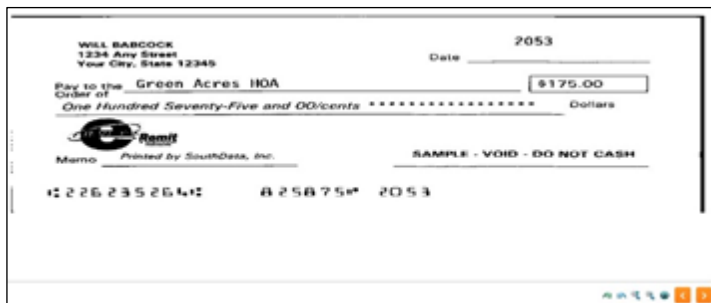 2053
WILL BABCOCK
1234 Any Street
Your City, State 12345
Date
Pay to the Order of Green Acres HOA $175.00
One Hundred Seventy-Five and 00/cents ***************** Dollars
Remit
Memo Printed by SouthData, Inc. SAMPLE - VOID - DO NOT CASH
⑆226235264⑆ 825875⑈ 2053